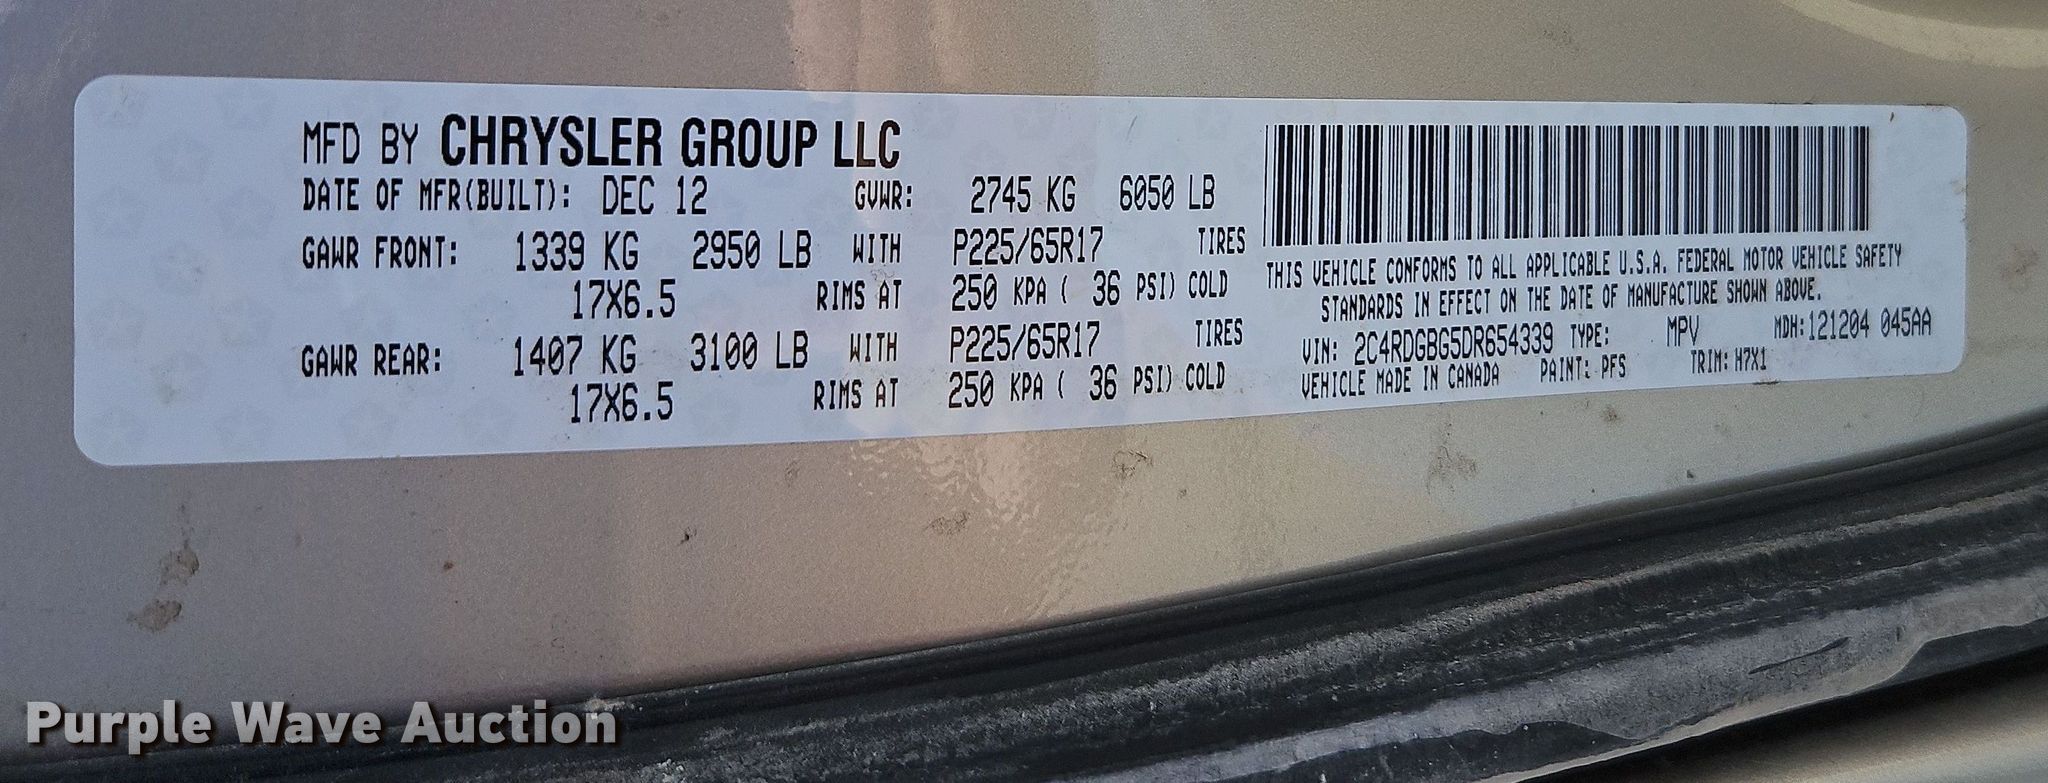 MFD BY CHRYSLER GROUP LLC
DATE OF MFR(BUILT): DEC 12 GVWR: 2745 KG 6050 LB
GAWR FRONT: 1339 KG 2950 LB WITH P225/65R17 TIRES
17X6.5 RIMS AT 250 KPA ( 36 PSI) COLD
GAWR REAR: 1407 KG 3100 LB WITH P225/65R17 TIRES
17X6.5 RIMS AT 250 KPA ( 36 PSI) COLD
THIS VEHICLE CONFORMS TO ALL APPLICABLE U.S.A. FEDERAL MOTOR VEHICLE SAFETY
STANDARDS IN EFFECT ON THE DATE OF MANUFACTURE SHOWN ABOVE.
VIN: 2C4RDGBG5DR654339 TYPE: MPV MDH:121204 045AA
VEHICLE MADE IN CANADA PAINT: PFS TRIM: H7X1
Purple Wave Auction